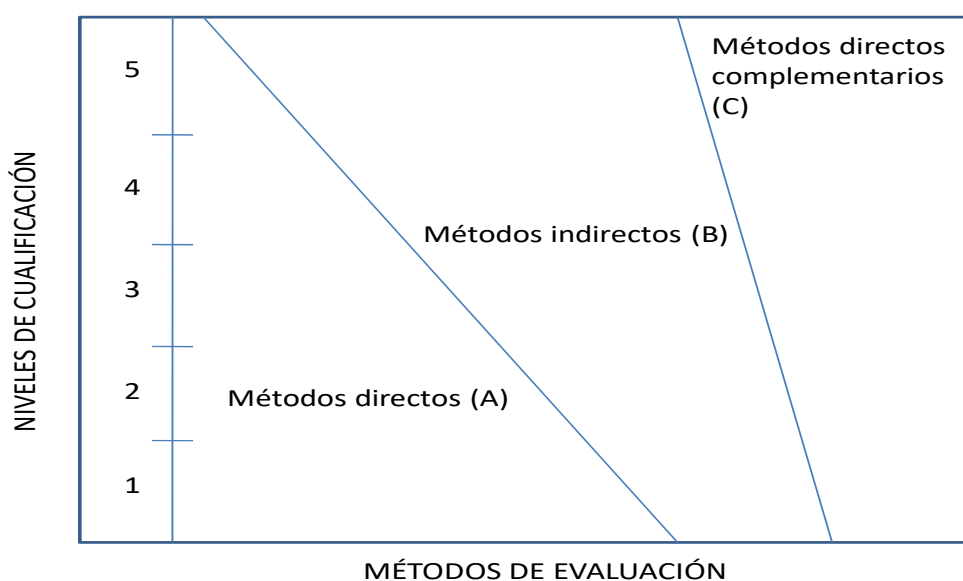 NIVELES DE CUALIFICACIÓN
5
4
3
2
1
Métodos directos
complementarios
(C)
Métodos indirectos (B)
Métodos directos (A)
MÉTODOS DE EVALUACIÓN